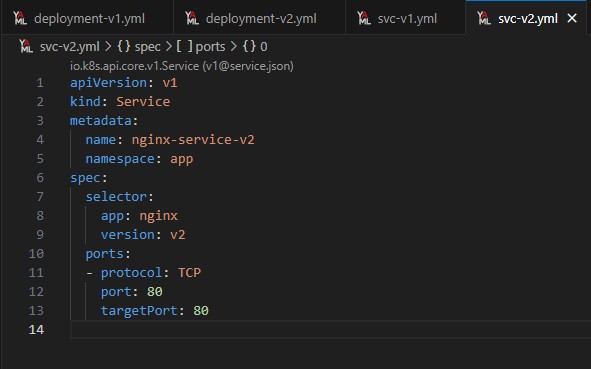 deployment-v1.yml deployment-v2.yml svc-v1.yml svc-v2.yml
svc-v2.yml > {} spec > [ ] ports > {} 0
io.k8s.api.core.v1.Service (v1@service.json)
1 apiVersion: v1
2 kind: Service
3 metadata:
4   name: nginx-service-v2
5   namespace: app
6 spec:
7   selector:
8     app: nginx
9     version: v2
10   ports:
11   - protocol: TCP
12     port: 80
13     targetPort: 80
14